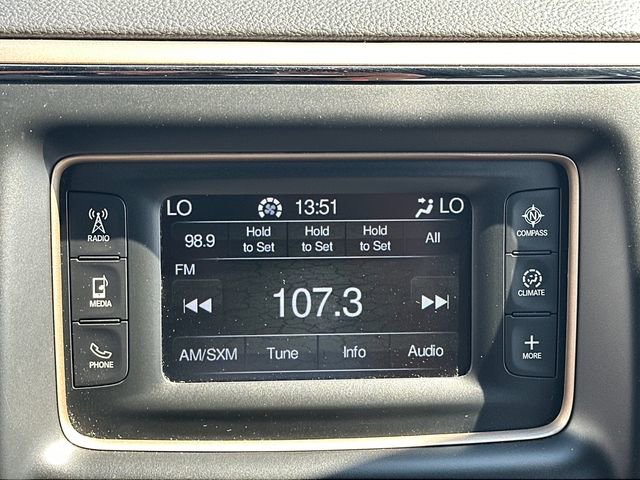 LO 13:51 LO
98.9 Hold to Set Hold to Set Hold to Set All
FM
107.3
AM/SXM Tune Info Audio
RADIO
MEDIA
PHONE
N
COMPASS
CLIMATE
MORE